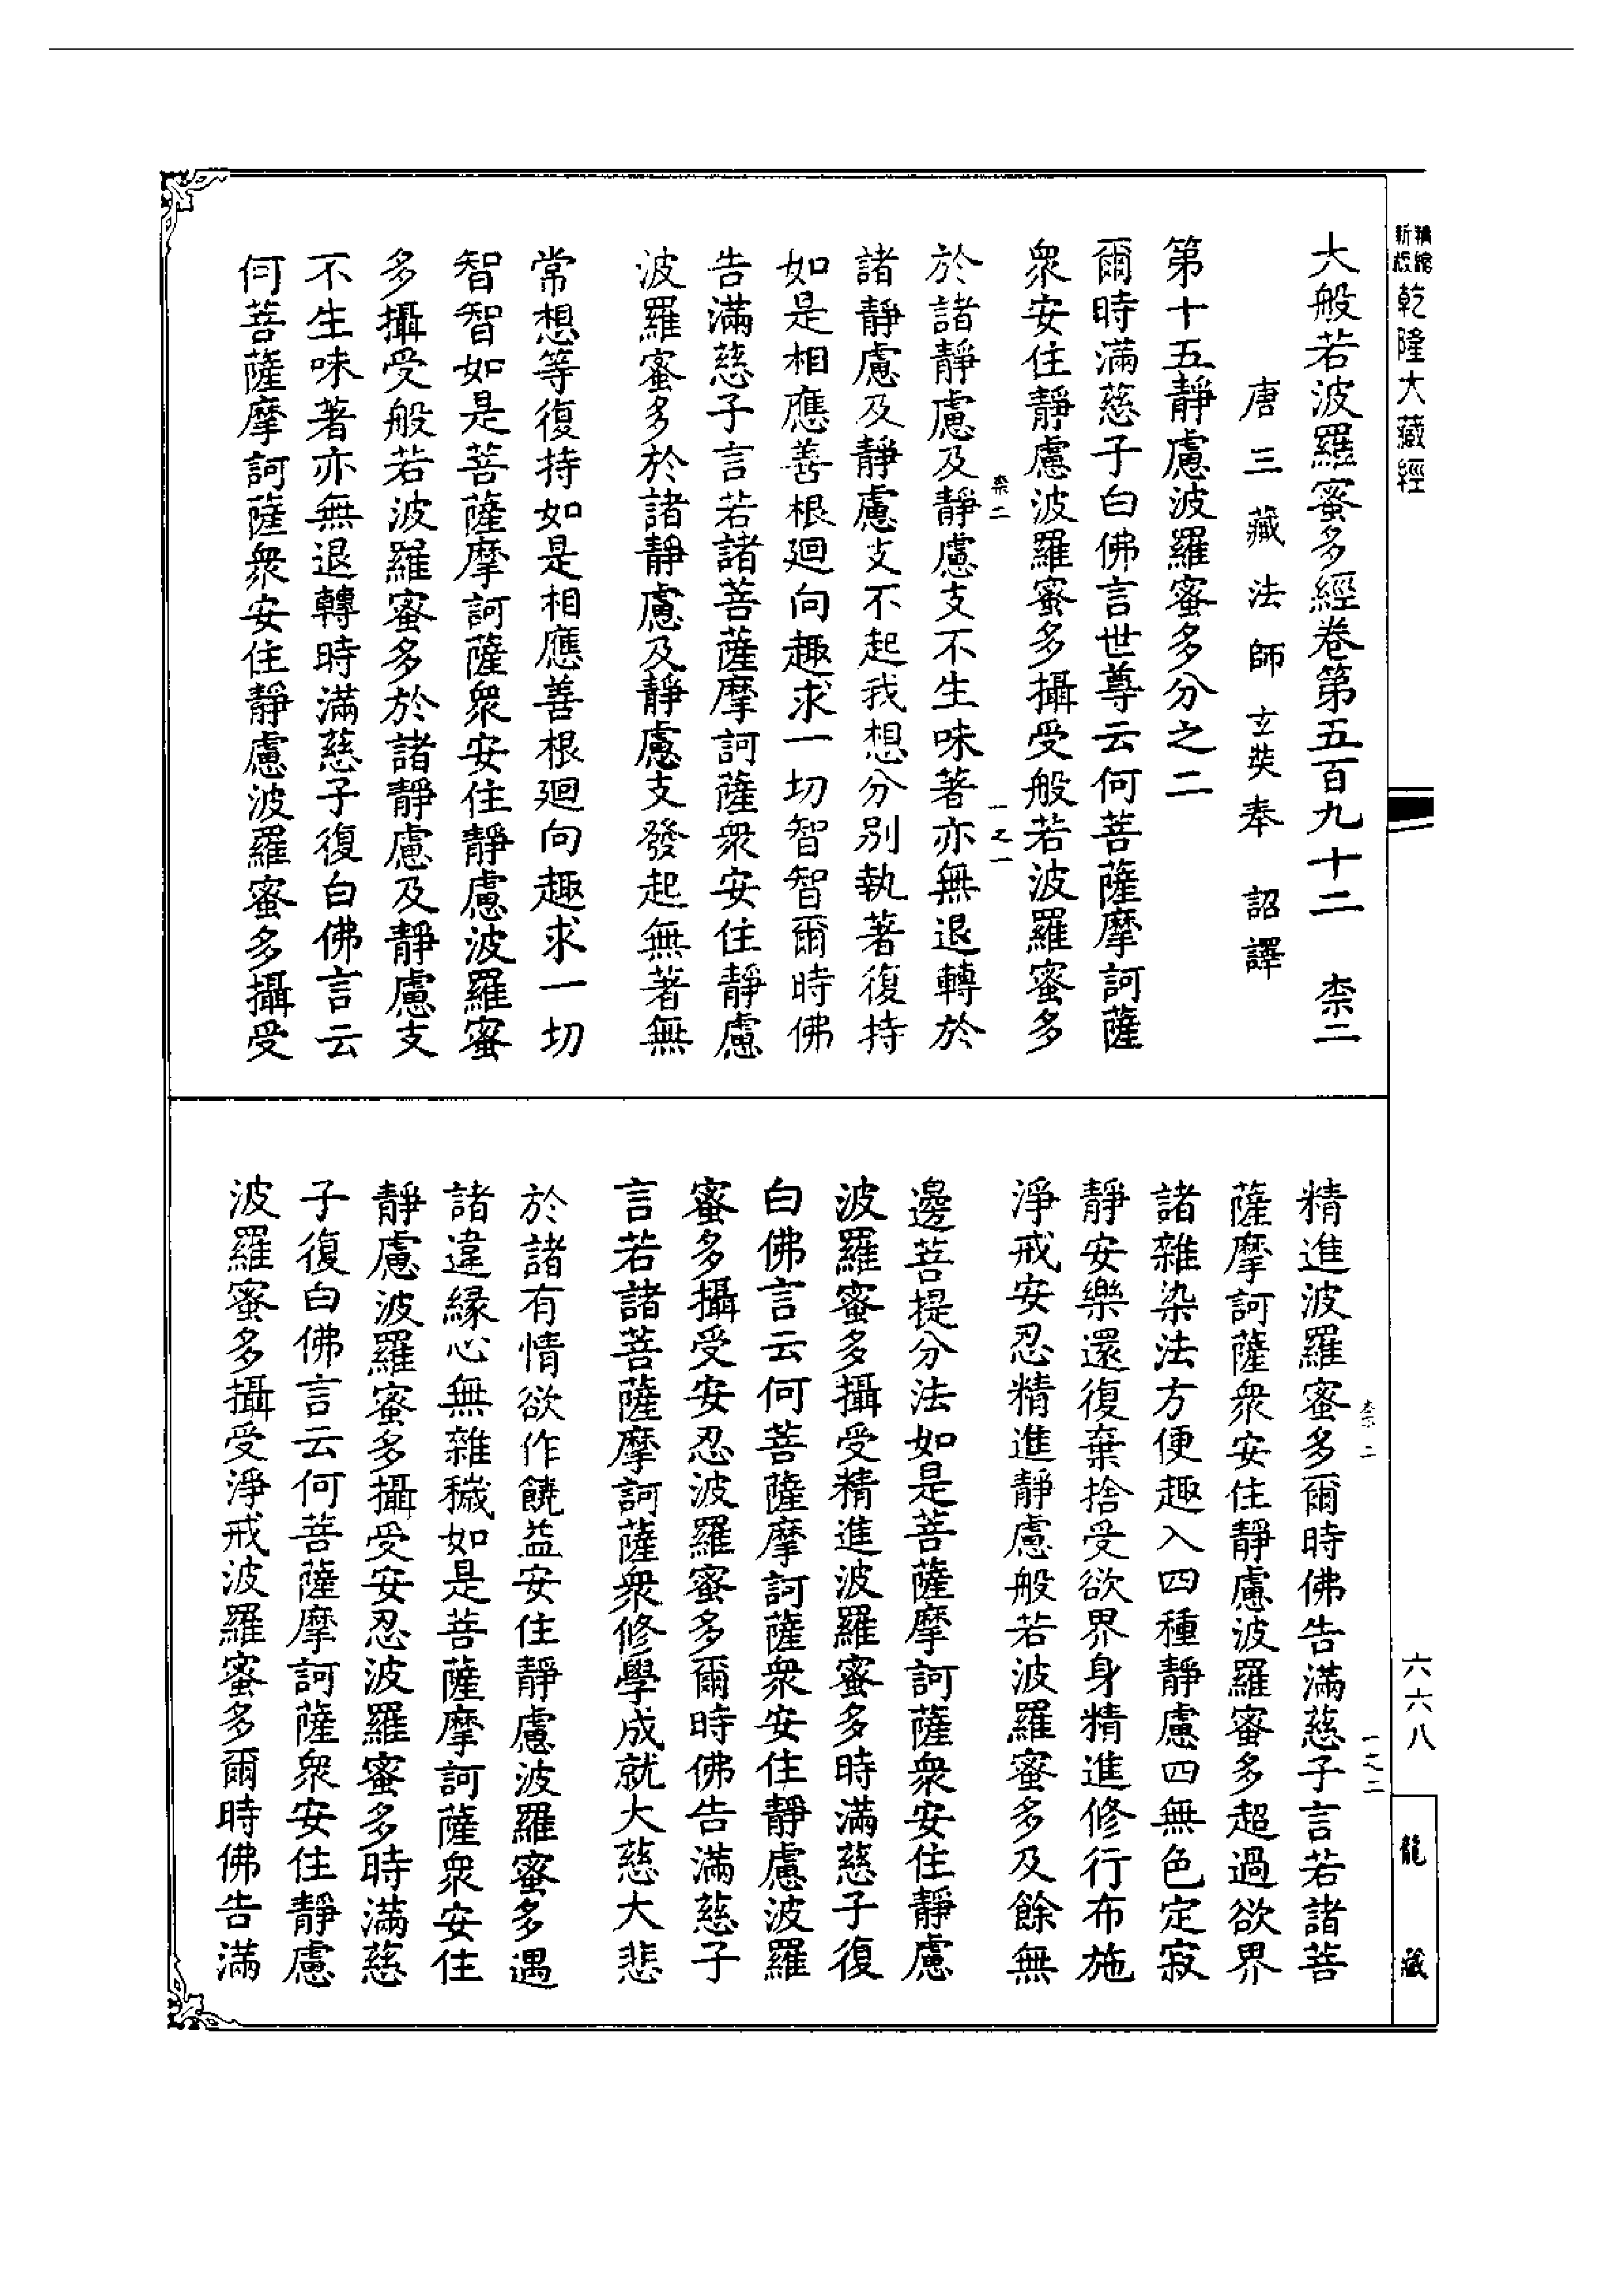 乾隆大藏經
大般若波羅蜜多經卷第五百九十二 柰二
唐三藏法師玄奘奉 詔譯
第十五靜慮波羅蜜多分之二
爾時滿慈子白佛言世尊云何菩薩摩訶薩
眾安住靜慮波羅蜜多攝受般若波羅蜜多
柰二 一之一
於諸靜慮及靜慮支不生味著亦無退轉於
諸靜慮及靜慮支不起我想分別執著復持
如是相應善根迴向趣求一切智智爾時佛
告滿慈子言若諸菩薩摩訶薩眾安住靜慮
波羅蜜多於諸靜慮及靜慮支發起無著無
常想等復持如是相應善根迴向趣求一切
智智如是菩薩摩訶薩眾安住靜慮波羅蜜
多攝受般若波羅蜜多於諸靜慮及靜慮支
不生味著亦無退轉時滿慈子復白佛言云
何菩薩摩訶薩眾安住靜慮波羅蜜多攝受
柰二 一之二
精進波羅蜜多爾時佛告滿慈子言若諸菩
薩摩訶薩眾安住靜慮波羅蜜多超過欲界
諸雜染法方便趣入四種靜慮四無色定寂
靜安樂還復棄捨受欲界身精進修行布施
淨戒安忍精進靜慮般若波羅蜜多及餘無
邊菩提分法如是菩薩摩訶薩眾安住靜慮
波羅蜜多攝受精進波羅蜜多時滿慈子復
白佛言云何菩薩摩訶薩眾安住靜慮波羅
蜜多攝受安忍波羅蜜多爾時佛告滿慈子
言若諸菩薩摩訶薩眾修學成就大慈大悲
於諸有情欲作饒益安住靜慮波羅蜜多遇
諸違緣心無雜穢如是菩薩摩訶薩眾安住
靜慮波羅蜜多攝受安忍波羅蜜多時滿慈
子復白佛言云何菩薩摩訶薩眾安住靜慮
波羅蜜多攝受淨戒波羅蜜多爾時佛告滿
六六八
龍藏